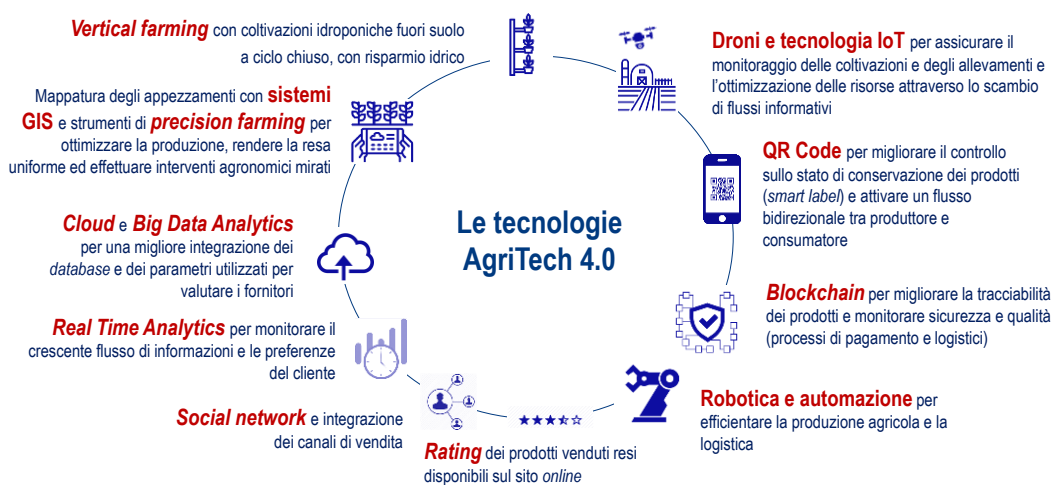 Vertical farming con coltivazioni idroponiche fuori suolo
a ciclo chiuso, con risparmio idrico
Droni e tecnologia IoT per assicurare il
monitoraggio delle coltivazioni e degli allevamenti e
l'ottimizzazione delle risorse attraverso lo scambio
di flussi informativi
Mappatura degli appezzamenti con sistemi
GIS e strumenti di precision farming per
ottimizzare la produzione, rendere la resa
uniforme ed effettuare interventi agronomici mirati
QR Code per migliorare il controllo
sullo stato di conservazione dei prodotti
(smart label) e attivare un flusso
bidirezionale tra produttore e
consumatore
Le tecnologie
AgriTech 4.0
Cloud e Big Data Analytics
per una migliore integrazione dei
database e dei parametri utilizzati per
valutare i fornitori
Blockchain per migliorare la tracciabilità
dei prodotti e monitorare sicurezza e qualità
(processi di pagamento e logistici)
Real Time Analytics per monitorare il
crescente flusso di informazioni e le preferenze
del cliente
Robotica e automazione per
efficientare la produzione agricola e la
logistica
Social network e integrazione
dei canali di vendita
Rating dei prodotti venduti resi
disponibili sul sito online